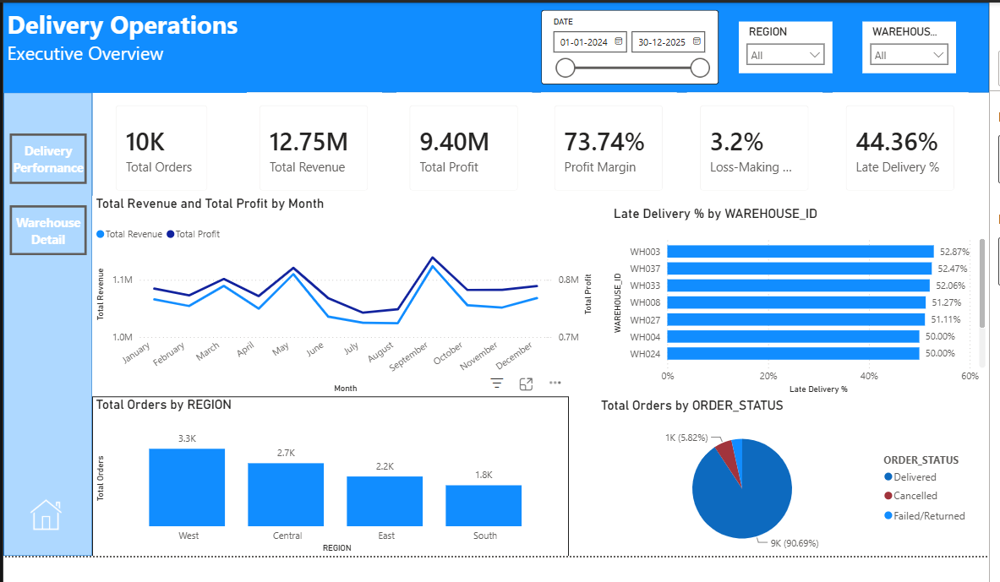 Delivery Operations
Executive Overview
DATE
01-01-2024
30-12-2025
REGION
All
WAREHOUS...
All
Delivery
Perfornance
Warehouse
Detail
10K
Total Orders
12.75M
Total Revenue
9.40M
Total Profit
73.74%
Profit Margin
3.2%
Loss-Making ...
44.36%
Late Delivery %
Total Revenue and Total Profit by Month
Total Revenue
Total Profit
Total Revenue
1.1M
1.0M
0.8M
0.7M
Total Profit
January
February
March
April
May
June
July
August
September
October
November
December
Month
Late Delivery % by WAREHOUSE_ID
WAREHOUSE_ID
WH003 52.87%
WH037 52.47%
WH033 52.06%
WH008 51.27%
WH027 51.11%
WH004 50.00%
WH024 50.00%
0% 20% 40% 60%
Late Delivery %
Total Orders by REGION
Total Orders
3.3K
2.7K
2.2K
1.8K
West
Central
East
South
REGION
Total Orders by ORDER_STATUS
1K (5.82%)
9K (90.69%)
ORDER_STATUS
Delivered
Cancelled
Failed/Returned